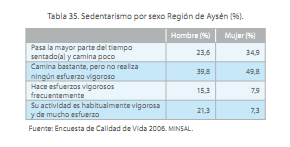 Tabla 35. Sedentarismo por sexo Región de Aysén (%).
Hombre (%) Mujer (%)
Pasa la mayor parte del tiempo
sentado(a) y camina poco 23,6 34,9
Camina bastante, pero no realiza
ningún esfuerzo vigoroso 39,8 49,8
Hace esfuerzos vigorosos
frecuentemente 15,3 7,9
Su actividad es habitualmente vigorosa
y de mucho esfuerzo 21,3 7,3
Fuente: Encuesta de Calidad de Vida 2006. MINSAL.